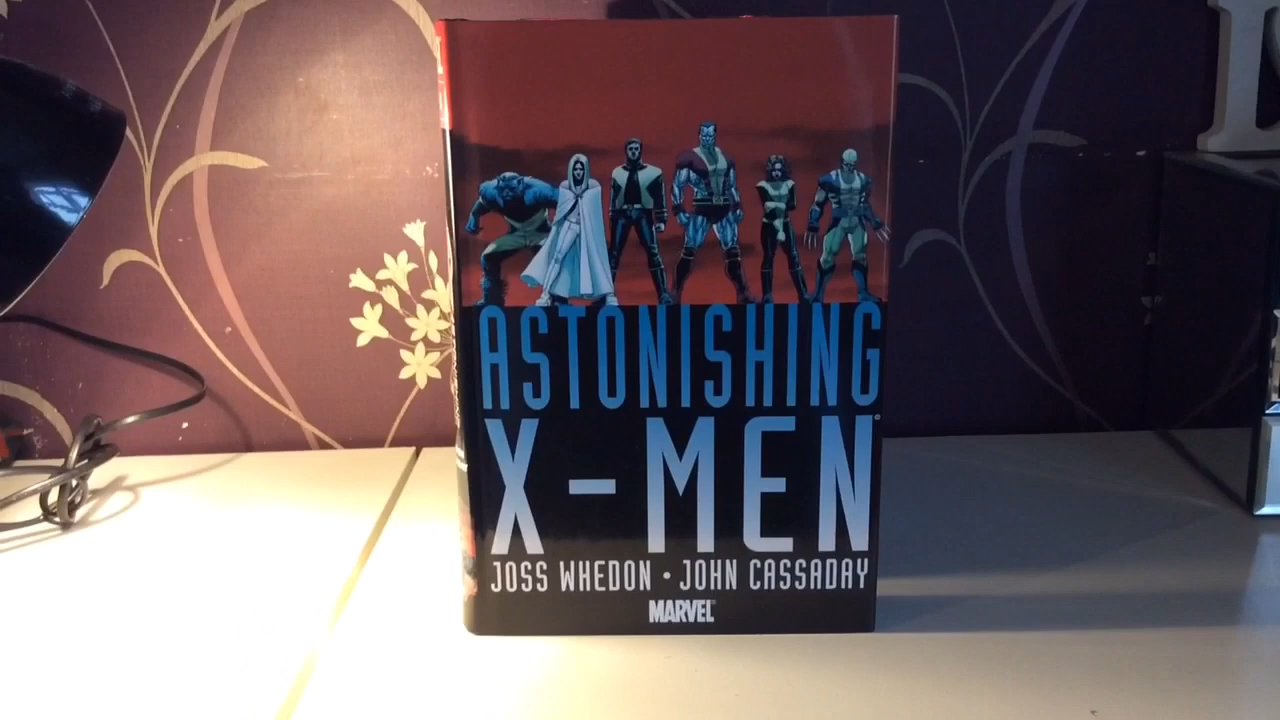 ASTONISHING
X-MEN
JOSS WHEDON • JOHN CASSADAY
MARVEL